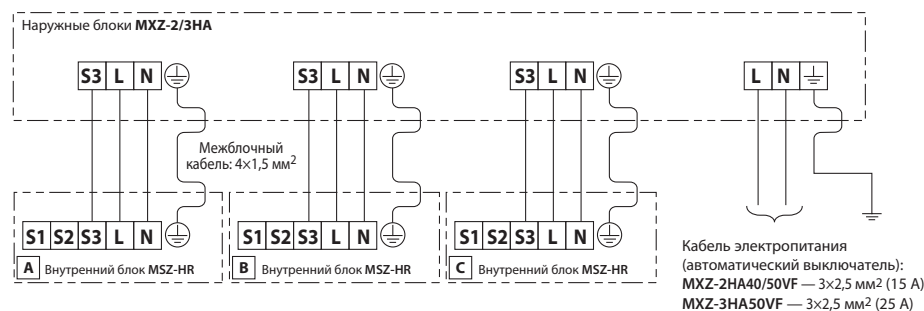 Наружные блоки MXZ-2/3HA
S3 L N
S3 L N
S3 L N
L N
Межблочный
кабель: 4×1,5 мм²
S1 S2 S3 L N
S1 S2 S3 L N
S1 S2 S3 L N
A Внутренний блок MSZ-HR
B Внутренний блок MSZ-HR
C Внутренний блок MSZ-HR
Кабель электропитания
(автоматический выключатель):
MXZ-2HA40/50VF — 3×2,5 мм² (15 А)
MXZ-3HA50VF — 3×2,5 мм² (25 А)